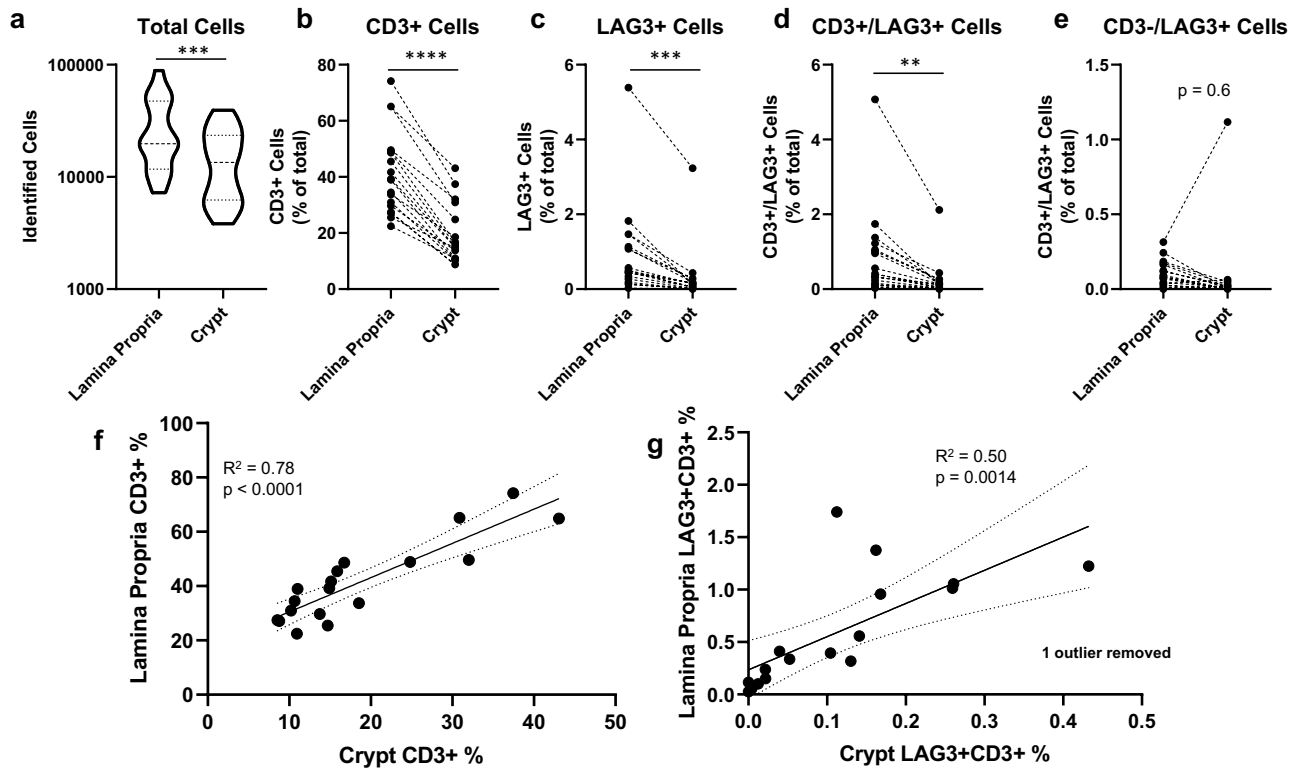 a
Total Cells
***
Identified Cells
100000
10000
1000
Lamina Propria
Crypt
b
CD3+ Cells
****
CD3+ Cells
(% of total)
80
60
40
20
0
Lamina Propria
Crypt
c
LAG3+ Cells
***
LAG3+ Cells
(% of total)
6
4
2
0
Lamina Propria
Crypt
d
CD3+/LAG3+ Cells
**
CD3+/LAG3+ Cells
(% of total)
6
4
2
0
Lamina Propria
Crypt
e
CD3-/LAG3+ Cells
p = 0.6
CD3+/LAG3+ Cells
(% of total)
1.5
1.0
0.5
0.0
Lamina Propria
Crypt
f
Lamina Propria CD3+ %
100
80
60
40
20
0
R² = 0.78
p < 0.0001
0 10 20 30 40 50
Crypt CD3+ %
g
Lamina Propria LAG3+CD3+ %
2.5
2.0
1.5
1.0
0.5
0.0
R² = 0.50
p = 0.0014
1 outlier removed
0.0 0.1 0.2 0.3 0.4 0.5
Crypt LAG3+CD3+ %